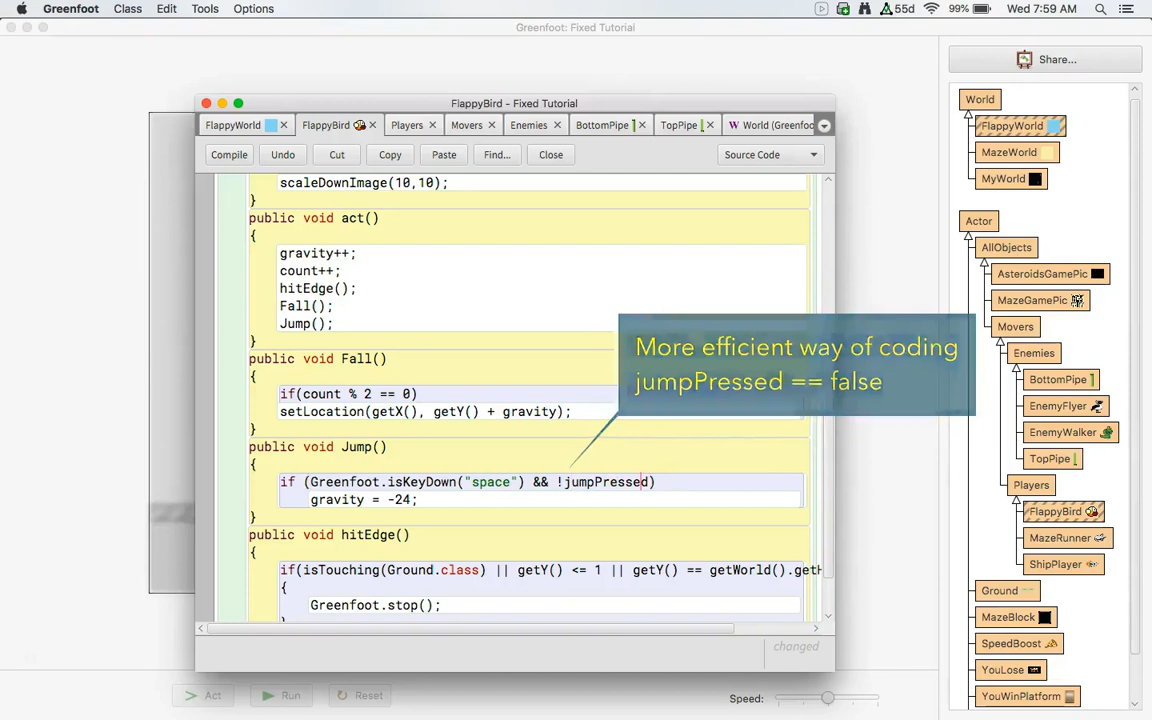 Greenfoot Class Edit Tools Options 55d 99% Wed 7:59 AM
Greenfoot: Fixed Tutorial
FlappyBird - Fixed Tutorial
FlappyWorld FlappyBird Players Movers Enemies BottomPipe TopPipe W World (Greenfoo
Compile Undo Cut Copy Paste Find... Close Source Code
scaleDownImage(10,10);
}
public void act()
{
gravity++;
count++;
hitEdge();
Fall();
Jump();
}
public void Fall()
{
if(count % 2 == 0)
setLocation(getX(), getY() + gravity);
}
public void Jump()
{
if (Greenfoot.isKeyDown("space") && !jumpPressed)
gravity = -24;
}
public void hitEdge()
{
if(isTouching(Ground.class) || getY() <= 1 || getY() == getWorld().getH
{
Greenfoot.stop();
}
changed
More efficient way of coding
jumpPressed == false
Share...
World
FlappyWorld
MazeWorld
MyWorld
Actor
AllObjects
AsteroidsGamePic
MazeGamePic
Movers
Enemies
BottomPipe
EnemyFlyer
EnemyWalker
TopPipe
Players
FlappyBird
MazeRunner
ShipPlayer
Ground
MazeBlock
SpeedBoost
YouLose
YouWinPlatform
Act Run Reset Speed: